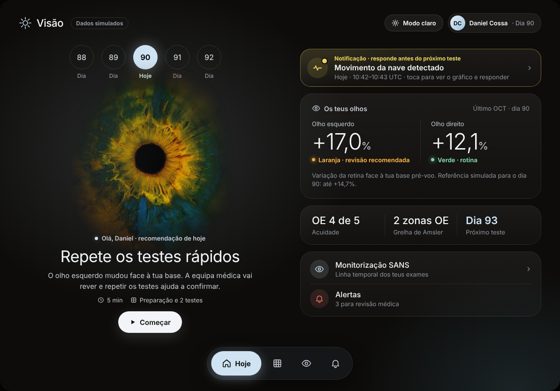 Visão
Dados simulados
Modo claro
DC
Daniel Cossa · Dia 90
88
89
90
91
92
Dia
Dia
Hoje
Dia
Dia
Olá, Daniel · recomendação de hoje
Repete os testes rápidos
O olho esquerdo mudou face à tua base. A equipa médica vai
rever e repetir os testes ajuda a confirmar.
5 min
Preparação e 2 testes
Começar
Notificação · responde antes do próximo teste
Movimento da nave detectado
Hoje · 10:42–10:43 UTC · toca para ver o gráfico e responder
Os teus olhos
Último OCT · dia 90
Olho esquerdo
+17,0%
Laranja · revisão recomendada
Olho direito
+12,1%
Verde · rotina
Variação da retina face à tua base pré-voo. Referência simulada para o dia
90: até +14,7%.
OE 4 de 5
Acuidade
2 zonas OE
Grelha de Amsler
Dia 93
Próximo teste
Monitorização SANS
Linha temporal dos teus exames
Alertas
3 para revisão médica
Hoje